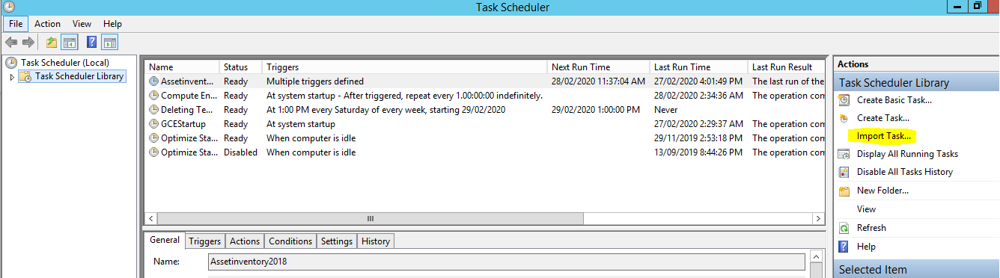 Task Scheduler
File Action View Help
Task Scheduler (Local)
Task Scheduler Library
Name Status Triggers Next Run Time Last Run Time Last Run Result
Assetinvent... Ready Multiple triggers defined 28/02/2020 11:37:04 AM 27/02/2020 4:01:49 PM The last run of the
Compute En... Ready At system startup - After triggered, repeat every 1.00:00:00 indefinitely. 28/02/2020 2:34:36 AM The operation com
Deleting Te... Ready At 1:00 PM every Saturday of every week, starting 29/02/2020 29/02/2020 1:00:00 PM Never
GCEStartup Ready At system startup 27/02/2020 2:29:37 AM The operation com
Optimize Sta... Ready When computer is idle 29/11/2019 2:53:18 PM The operation com
Optimize Sta... Disabled When computer is idle 13/09/2019 8:44:26 PM The operation com
General Triggers Actions Conditions Settings History
Name: Assetinventory2018
Actions
Task Scheduler Library
Create Basic Task...
Create Task...
Import Task...
Display All Running Tasks
Disable All Tasks History
New Folder...
View
Refresh
Help
Selected Item